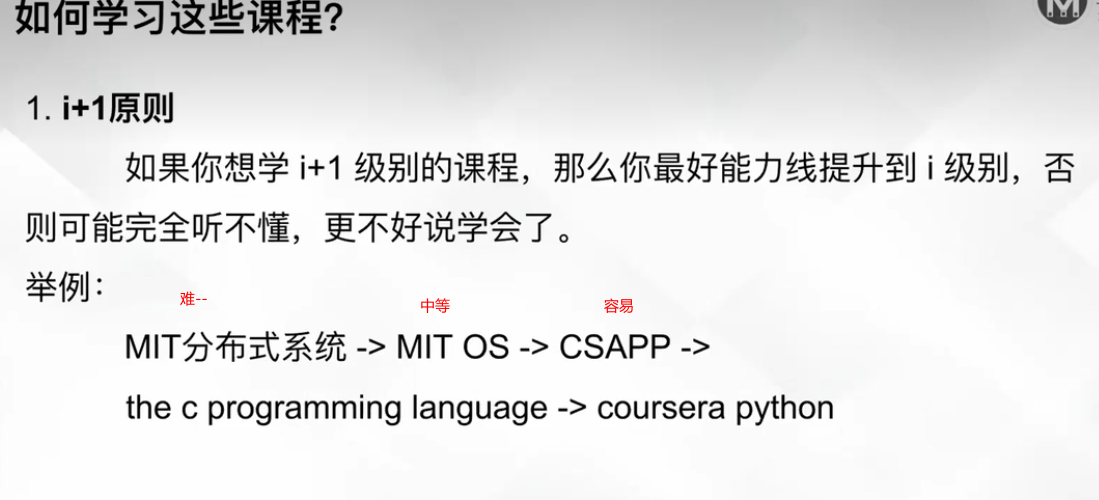 如何学习这些课程？
1. i+1原则
如果你想学 i+1 级别的课程，那么你最好能力线提升到 i 级别，否
则可能完全听不懂，更不好说学会了。
举例：
难-- 中等 容易
MIT分布式系统 -> MIT OS -> CSAPP ->
the c programming language -> coursera python